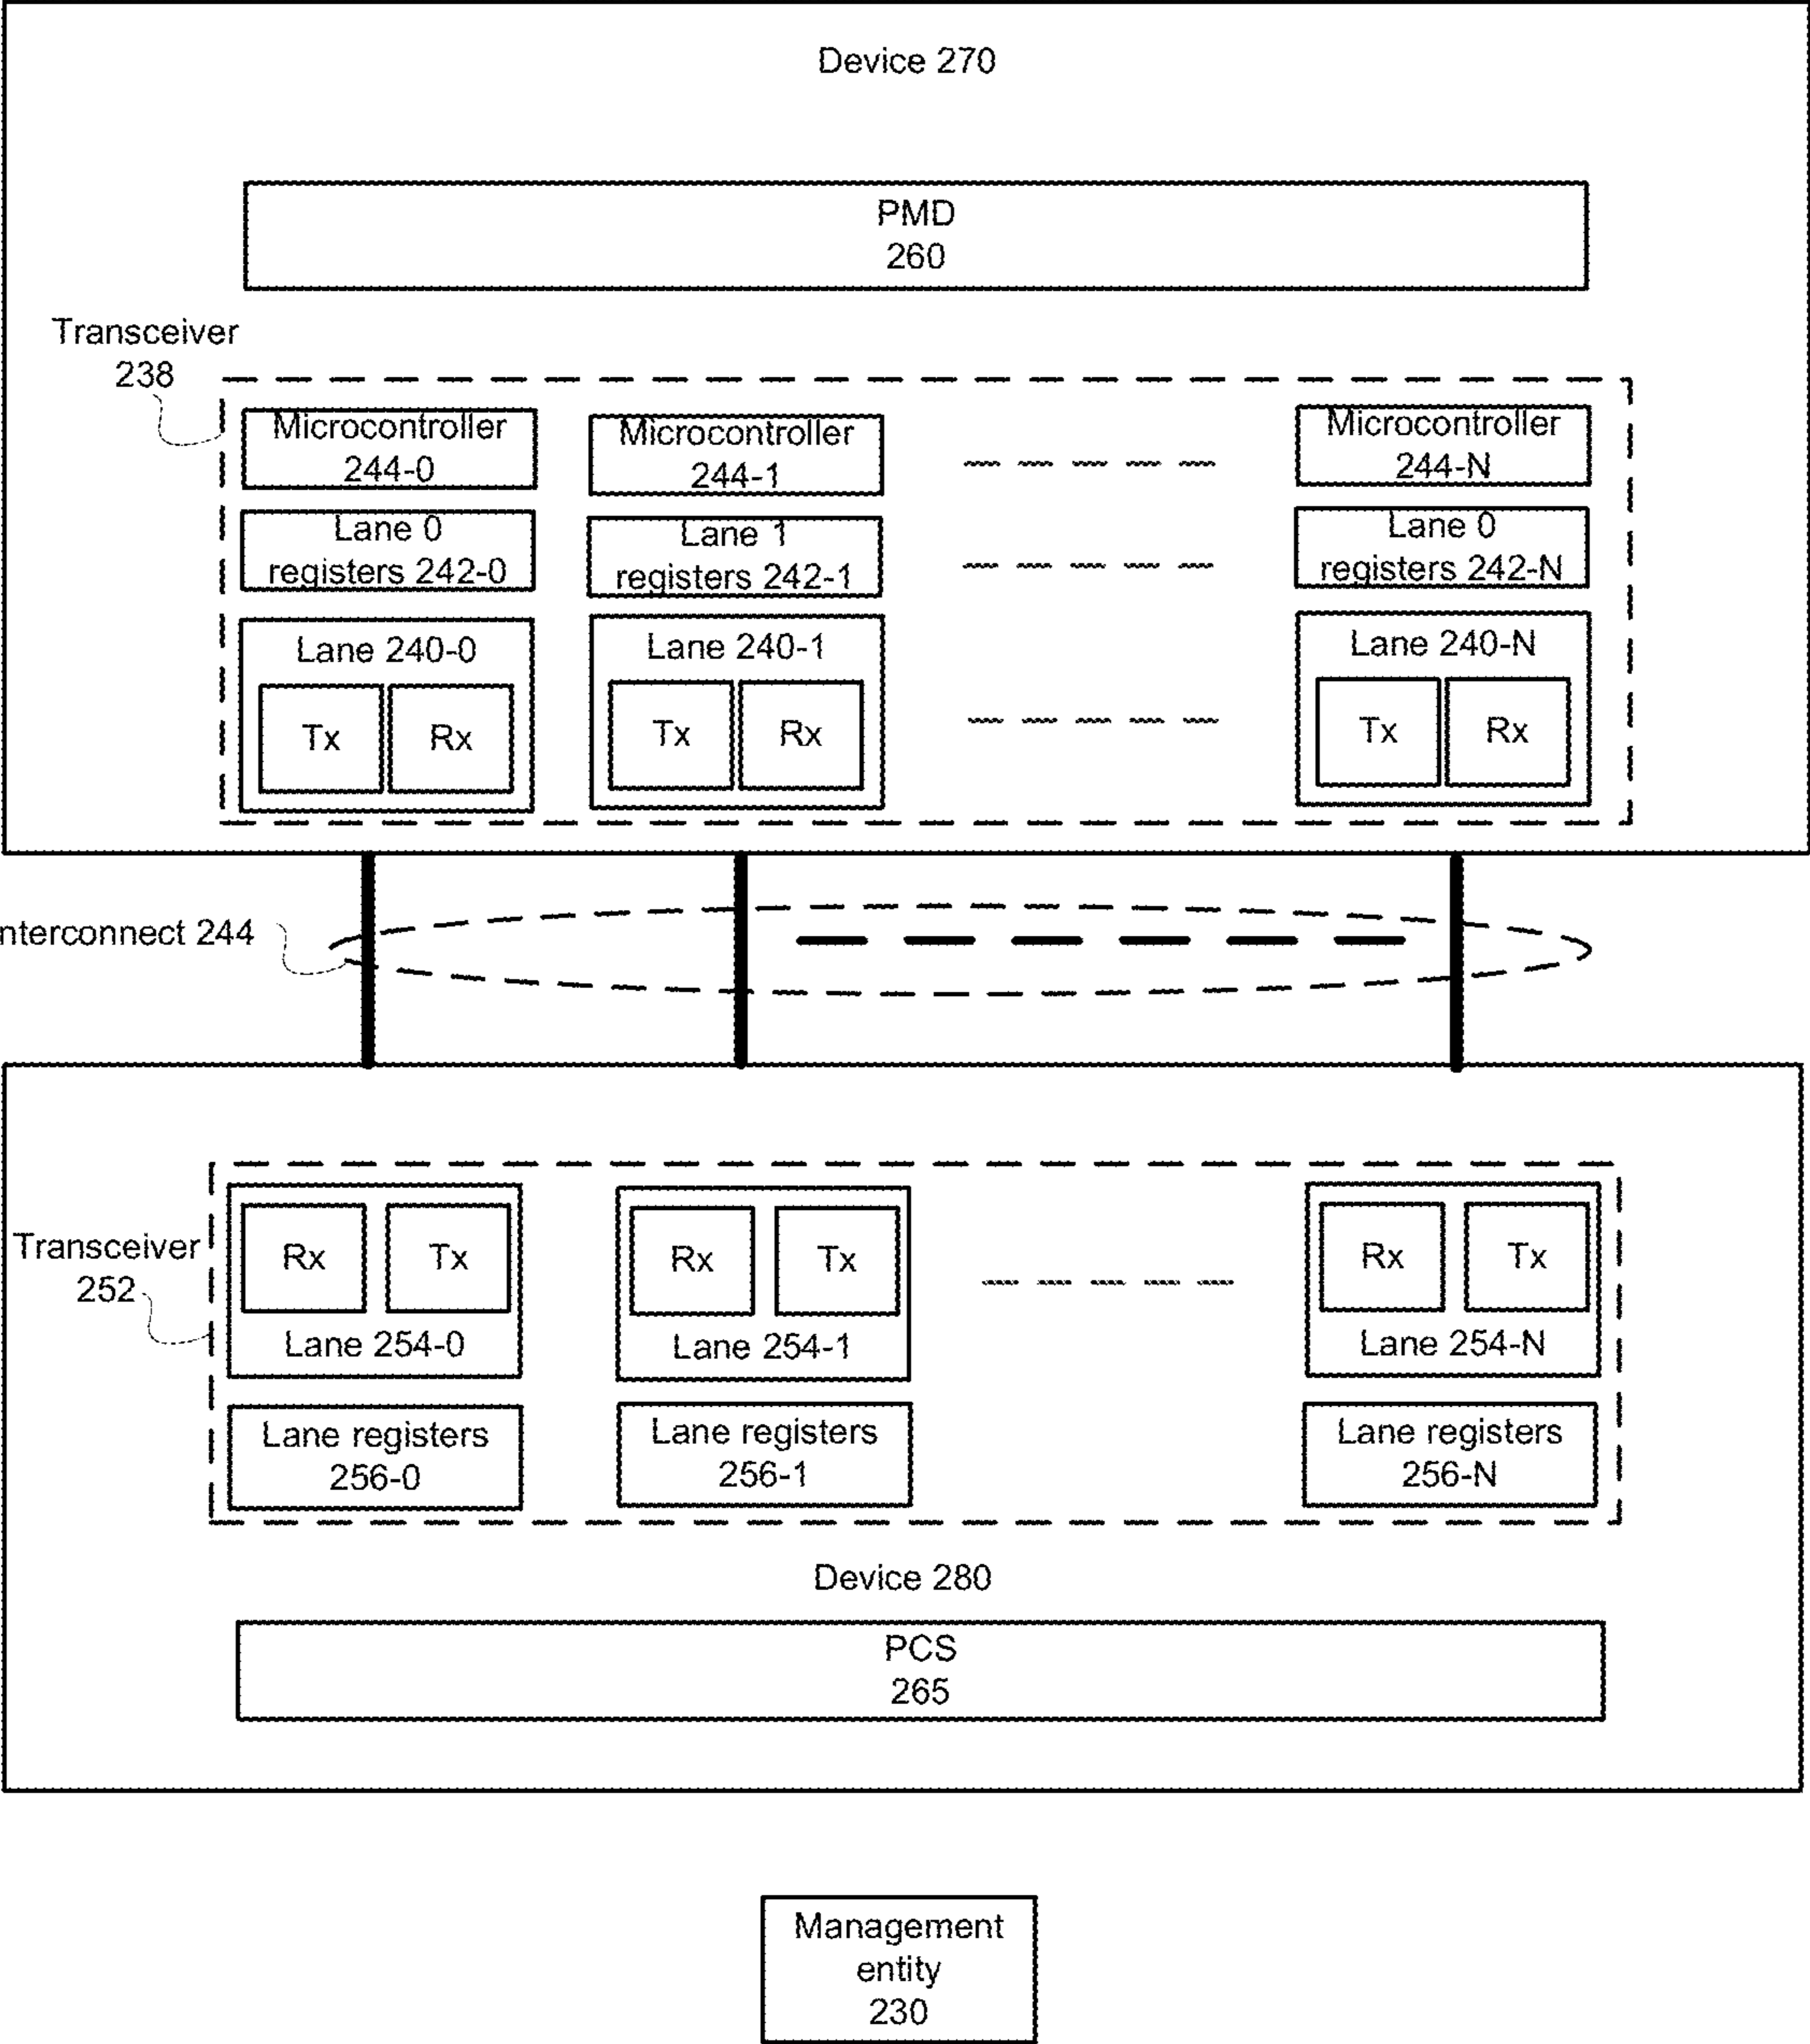 Device 270
PMD
260
Transceiver
238
Microcontroller
244-0
Microcontroller
244-1
Microcontroller
244-N
Lane 0
registers 242-0
Lane 1
registers 242-1
Lane 0
registers 242-N
Lane 240-0
Tx
Rx
Lane 240-1
Tx
Rx
Lane 240-N
Tx
Rx
nterconnect 244
Transceiver
252
Rx
Tx
Lane 254-0
Rx
Tx
Lane 254-1
Rx
Tx
Lane 254-N
Lane registers
256-0
Lane registers
256-1
Lane registers
256-N
Device 280
PCS
265
Management
entity
230